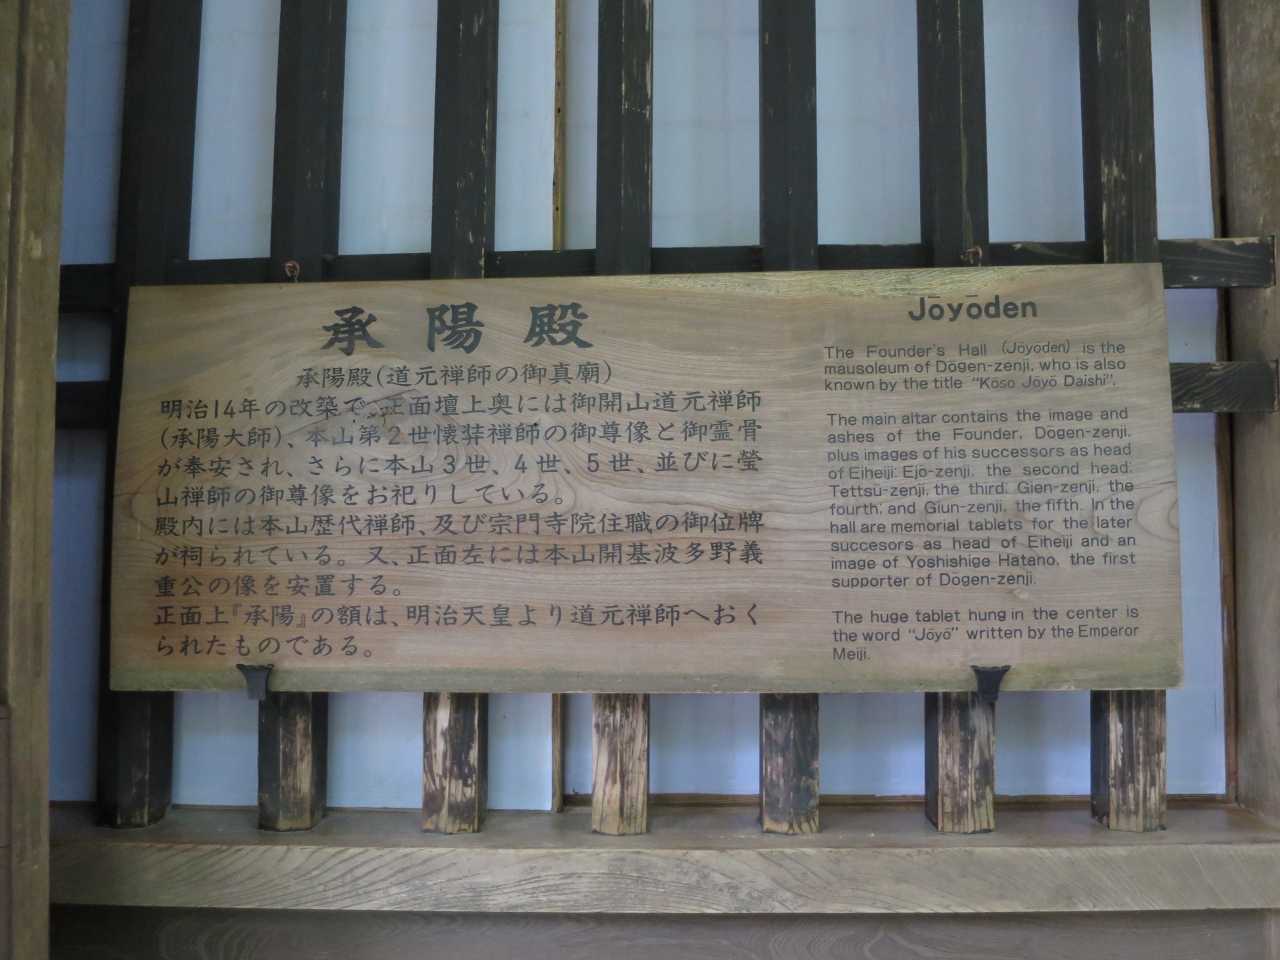 承陽殿
承陽殿(道元禅師の御真廟)
明治14年の改築で、正面壇上奥には御開山道元禅師
(承陽大師)、本山第2世懐弉禅師の御尊像と御霊骨
が奉安され、さらに本山3世、4世、5世、並びに瑩
山禅師の御尊像をお祀りしている。
殿内には本山歴代禅師、及び宗門寺院住職の御位牌
が祠られている。又、正面左には本山開基波多野義
重公の像を安置する。
正面上『承陽』の額は、明治天皇より道元禅師へおく
られたものである。
Jōyōden
The Founder's Hall (Jōyōden) is the
mausoleum of Dōgen-zenji, who is also
known by the title "Kōso Jōyō Daishi".
The main altar contains the image and
ashes of the Founder, Dōgen-zenji,
plus images of his successors as head
of Eiheiji: Ejō-zenji, the second head;
Tettsū-zenji, the third; Gien-zenji, the
fourth; and Giun-zenji, the fifth. In the
hall are memorial tablets for the later
succesors as head of Eiheiji and an
image of Yoshishige Hatano, the first
supporter of Dōgen-zenji.
The huge tablet hung in the center is
the word "Jōyō" written by the Emperor
Meiji.